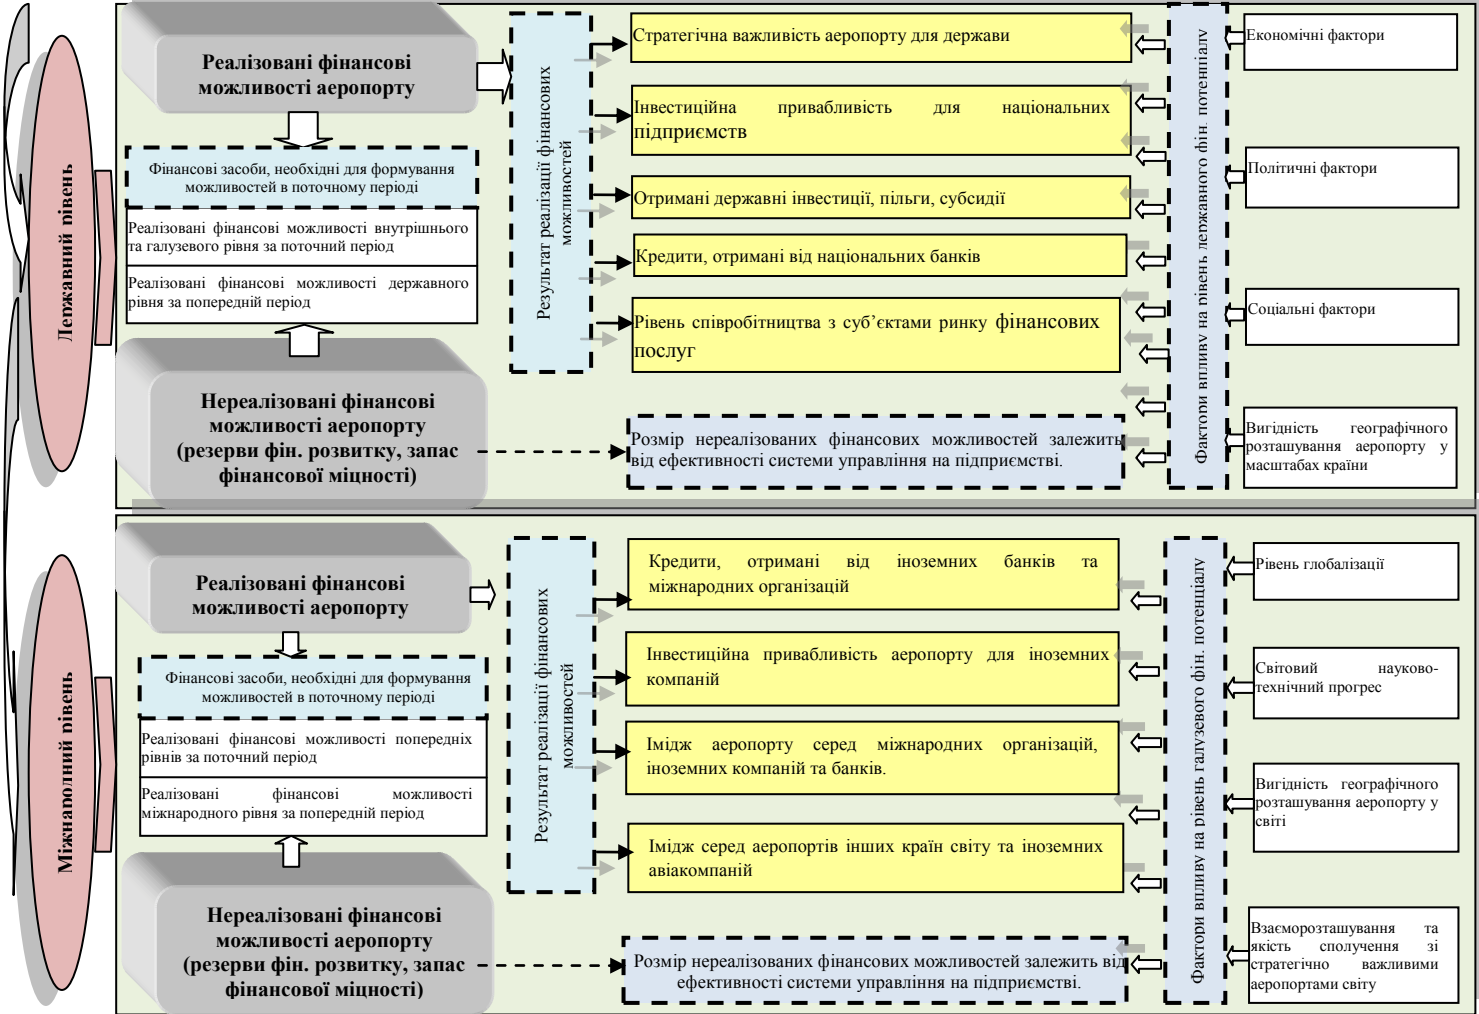 Державний рівень
Реалізовані фінансові
можливості аеропорту
Фінансові засоби, необхідні для формування
можливостей в поточному періоді
Реалізовані фінансові можливості внутрішнього
та галузевого рівня за поточний період
Реалізовані фінансові можливості державного
рівня за попередній період
Нереалізовані фінансові
можливості аеропорту
(резерви фін. розвитку, запас
фінансової міцності)
Результат реалізації фінансових
можливостей
Стратегічна важливість аеропорту для держави
Інвестиційна привабливість для національних
підприємств
Отримані державні інвестиції, пільги, субсидії
Кредити, отримані від національних банків
Рівень співробітництва з суб’єктами ринку фінансових
послуг
Розмір нереалізованих фінансових можливостей залежить
від ефективності системи управління на підприємстві.
Фактори впливу на рівень державного фін. потенціалу
Економічні фактори
Політичні фактори
Соціальні фактори
Вигідність географічного
розташування аеропорту у
масштабах країни
Міжнародний рівень
Реалізовані фінансові
можливості аеропорту
Фінансові засоби, необхідні для формування
можливостей в поточному періоді
Реалізовані фінансові можливості попередніх
рівнів за поточний період
Реалізовані фінансові можливості
міжнародного рівня за попередній період
Нереалізовані фінансові
можливості аеропорту
(резерви фін. розвитку, запас
фінансової міцності)
Результат реалізації фінансових
можливостей
Кредити, отримані від іноземних банків та
міжнародних організацій
Інвестиційна привабливість аеропорту для іноземних
компаній
Імідж аеропорту серед міжнародних організацій,
іноземних компаній та банків.
Імідж серед аеропортів інших країн світу та іноземних
авіакомпаній
Розмір нереалізованих фінансових можливостей залежить від
ефективності системи управління на підприємстві.
Фактори впливу на рівень галузевого фін. потенціалу
Рівень глобалізації
Світовий науково-
технічний прогрес
Вигідність географічного
розташування аеропорту у
світі
Взаєморозташування та
якість сполучення зі
стратегічно важливими
аеропортами світу